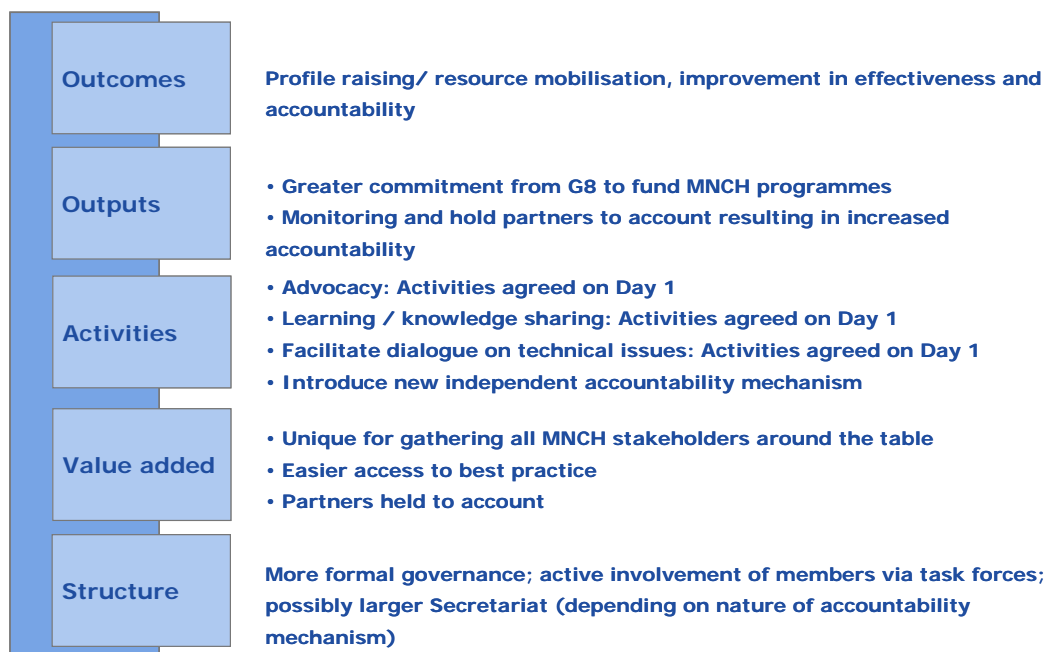 Outcomes
Profile raising/ resource mobilisation, improvement in effectiveness and
accountability
Outputs
• Greater commitment from G8 to fund MNCH programmes
• Monitoring and hold partners to account resulting in increased
accountability
Activities
• Advocacy: Activities agreed on Day 1
• Learning / knowledge sharing: Activities agreed on Day 1
• Facilitate dialogue on technical issues: Activities agreed on Day 1
• Introduce new independent accountability mechanism
Value added
• Unique for gathering all MNCH stakeholders around the table
• Easier access to best practice
• Partners held to account
Structure
More formal governance; active involvement of members via task forces;
possibly larger Secretariat (depending on nature of accountability
mechanism)